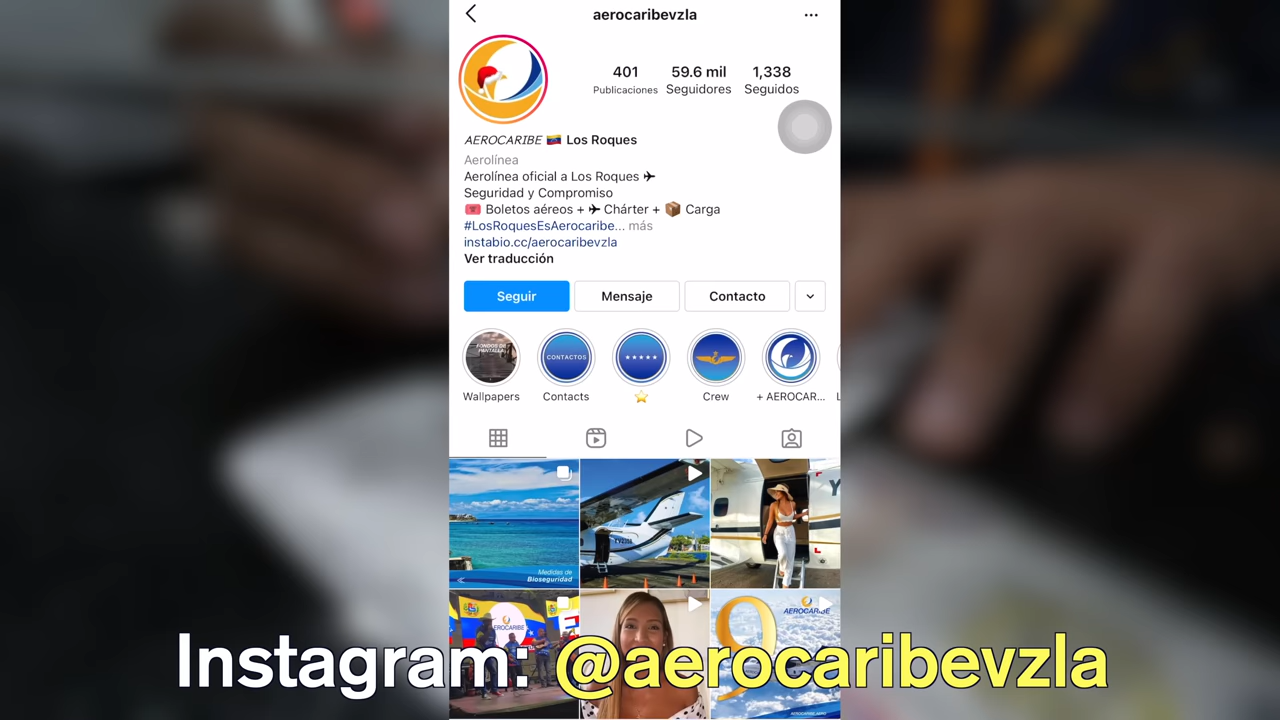 aerocaribevzla
401
59.6 mil
1,338
Publicaciones
Seguidores
Seguidos
AEROCARIBE 🇻🇪 Los Roques
Aerolínea
Aerolínea oficial a Los Roques ✈
Seguridad y Compromiso
🎟 Boletos aéreos + ✈ Chárter + 📦 Carga
#LosRoquesEsAerocaribe... más
instabio.cc/aerocaribevzla
Ver traducción
Seguir
Mensaje
Contacto
FONDOS DE
PANTALLA
CONTACTOS
Wallpapers
Contacts
⭐
Crew
+ AEROCAR...
Medidas de
Bioseguridad
AEROCARIBE
AEROCARIBE
Instagram: @aerocaribevzla